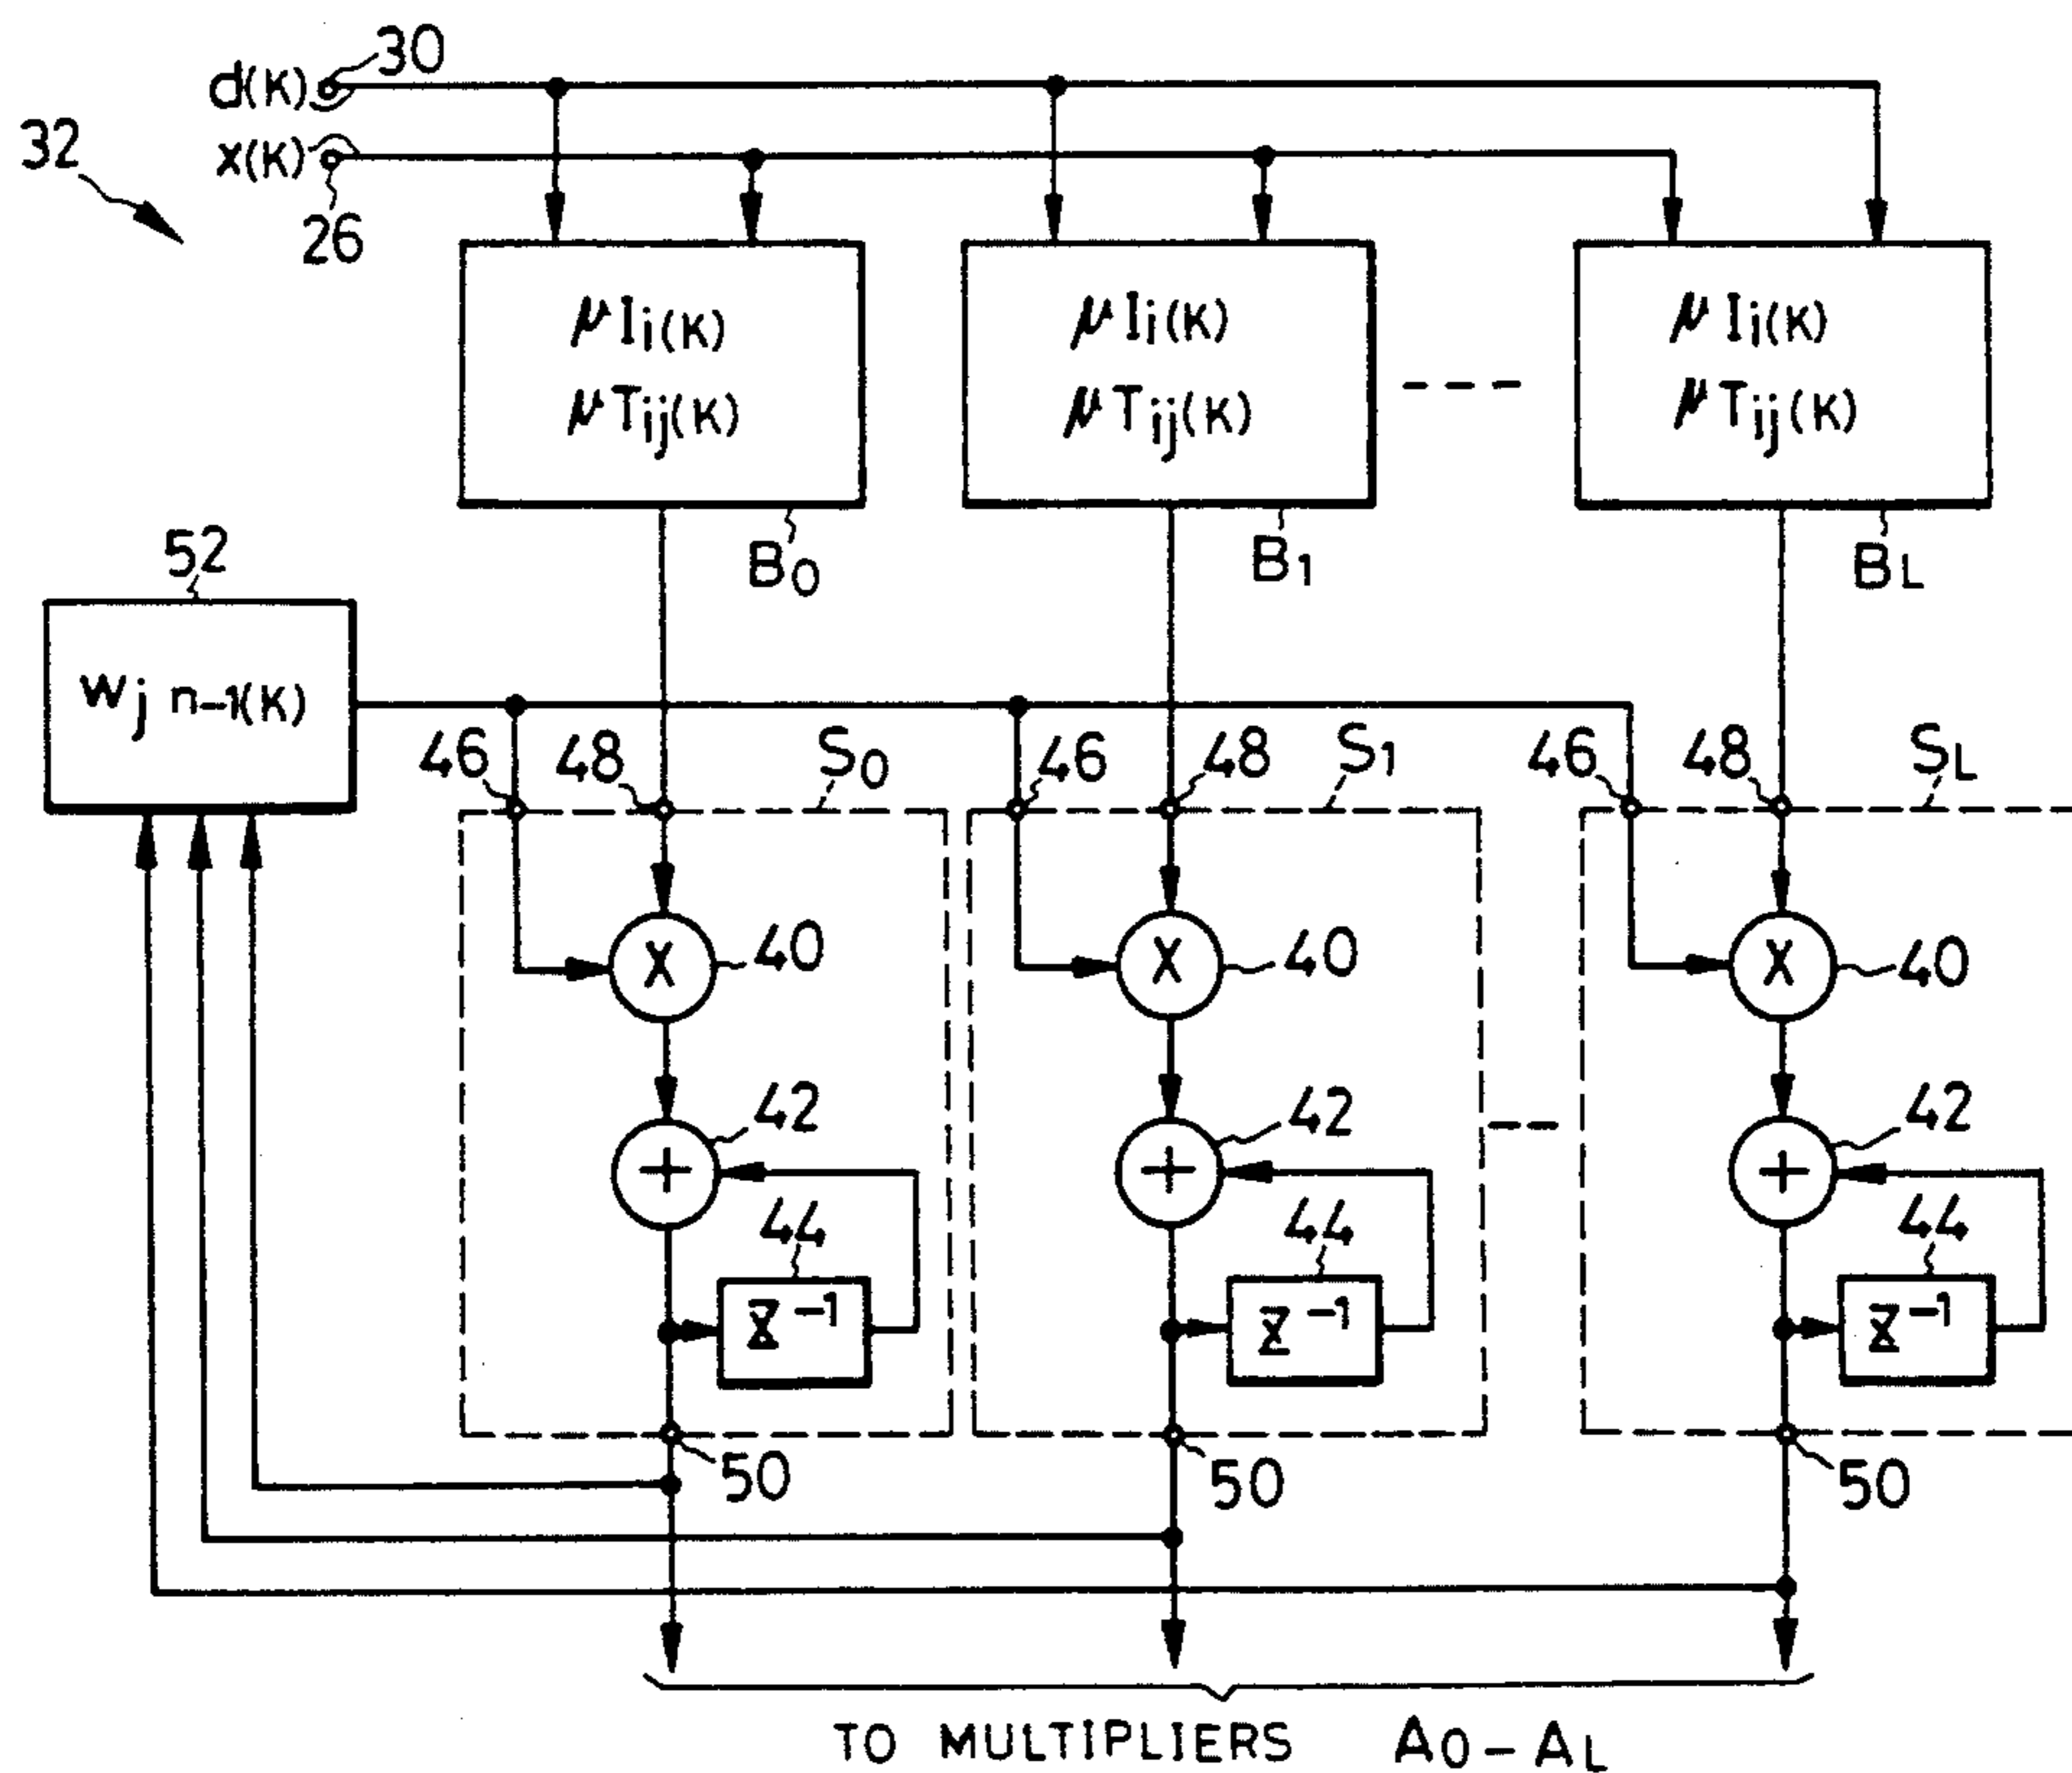 30
d(K)
32
x(K)
26
μIi(K) μIi(K) μIi(K)
μTij(K) μTij(K) ---- μTij(K)
52
B0 B1 BL
wj n-1(K)
46 48 S0 46 48 S1 46 48 SL
X 40 X 40 X 40
42 42 42
+ + +
44 44 44
Z-1 Z-1 Z-1
50 50 50
TO MULTIPLIERS A0-AL